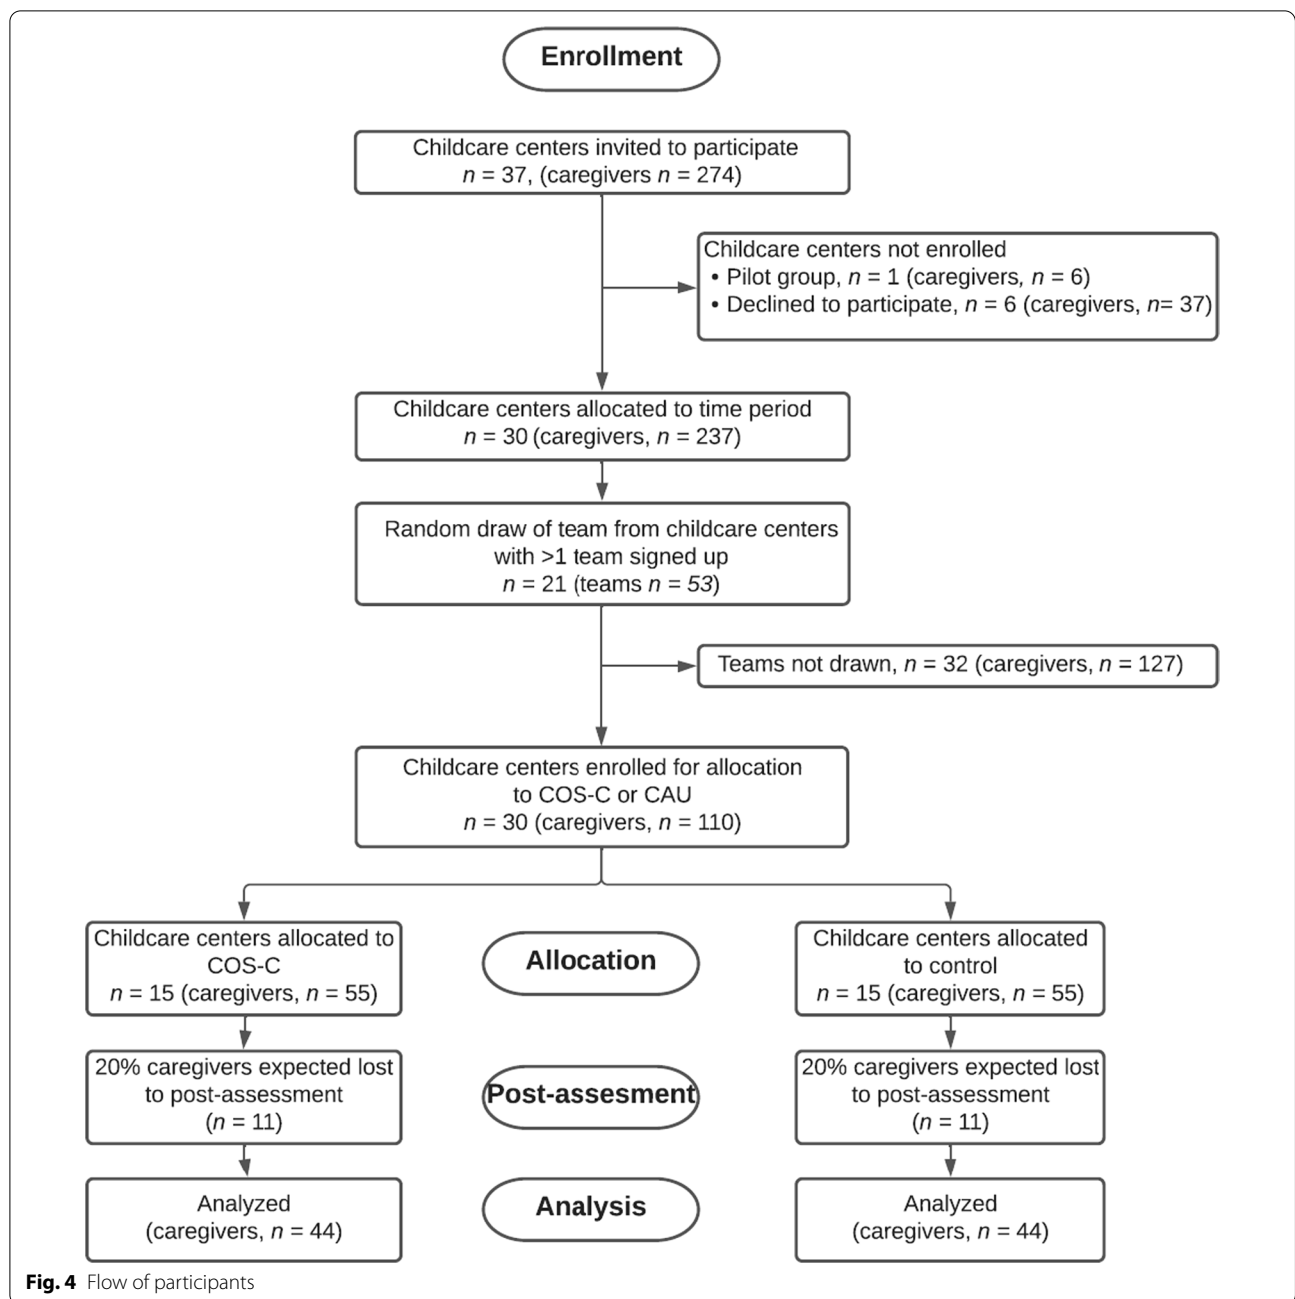 Enrollment
Childcare centers invited to participate
n = 37, (caregivers n = 274)
Childcare centers not enrolled
• Pilot group, n = 1 (caregivers, n = 6)
• Declined to participate, n = 6 (caregivers, n= 37)
Childcare centers allocated to time period
n = 30 (caregivers, n = 237)
Random draw of team from childcare centers
with >1 team signed up
n = 21 (teams n = 53)
Teams not drawn, n = 32 (caregivers, n = 127)
Childcare centers enrolled for allocation
to COS-C or CAU
n = 30 (caregivers, n = 110)
Childcare centers allocated to
COS-C
n = 15 (caregivers, n = 55)
Allocation
Childcare centers allocated
to control
n = 15 (caregivers, n = 55)
20% caregivers expected lost
to post-assessment
(n = 11)
Post-assesment
20% caregivers expected lost
to post-assessment
(n = 11)
Analyzed
(caregivers, n = 44)
Analysis
Analyzed
(caregivers, n = 44)
Fig. 4 Flow of participants